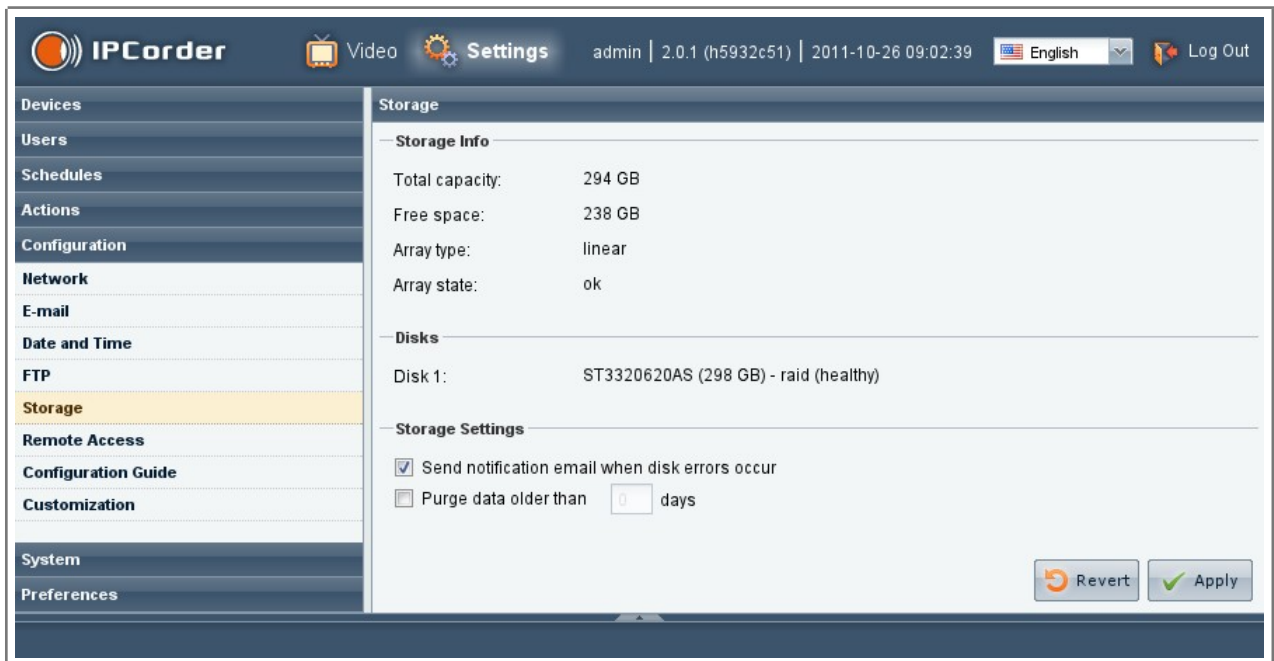 IPCorder Video Settings admin | 2.0.1 (h5932c51) | 2011-10-26 09:02:39 English Log Out
Devices
Users
Schedules
Actions
Configuration
Network
E-mail
Date and Time
FTP
Storage
Remote Access
Configuration Guide
Customization
System
Preferences
Storage
Storage Info
Total capacity: 294 GB
Free space: 238 GB
Array type: linear
Array state: ok
Disks
Disk 1: ST3320620AS (298 GB) - raid (healthy)
Storage Settings
Send notification email when disk errors occur
Purge data older than 0 days
Revert Apply